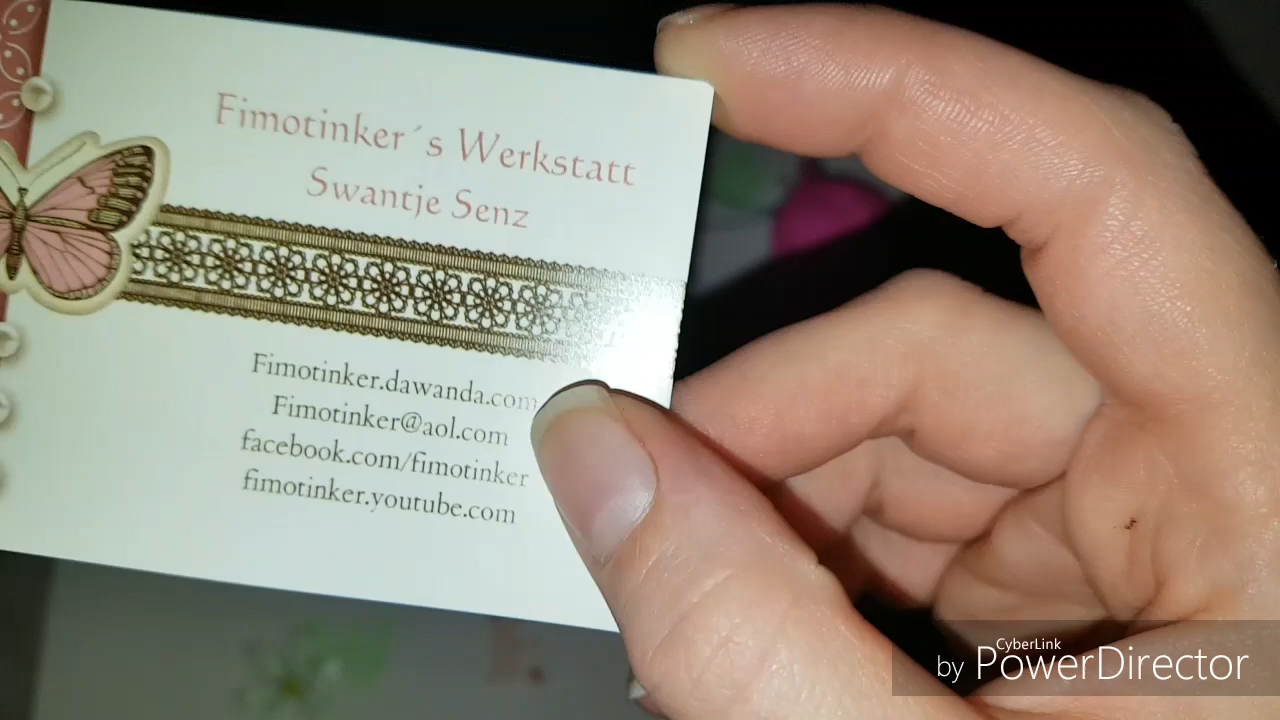 Fimotinker´s Werkstatt
Swantje Senz
Fimotinker.dawanda.com
Fimotinker@aol.com
facebook.com/fimotinker
fimotinker.youtube.com
CyberLink
by PowerDirector